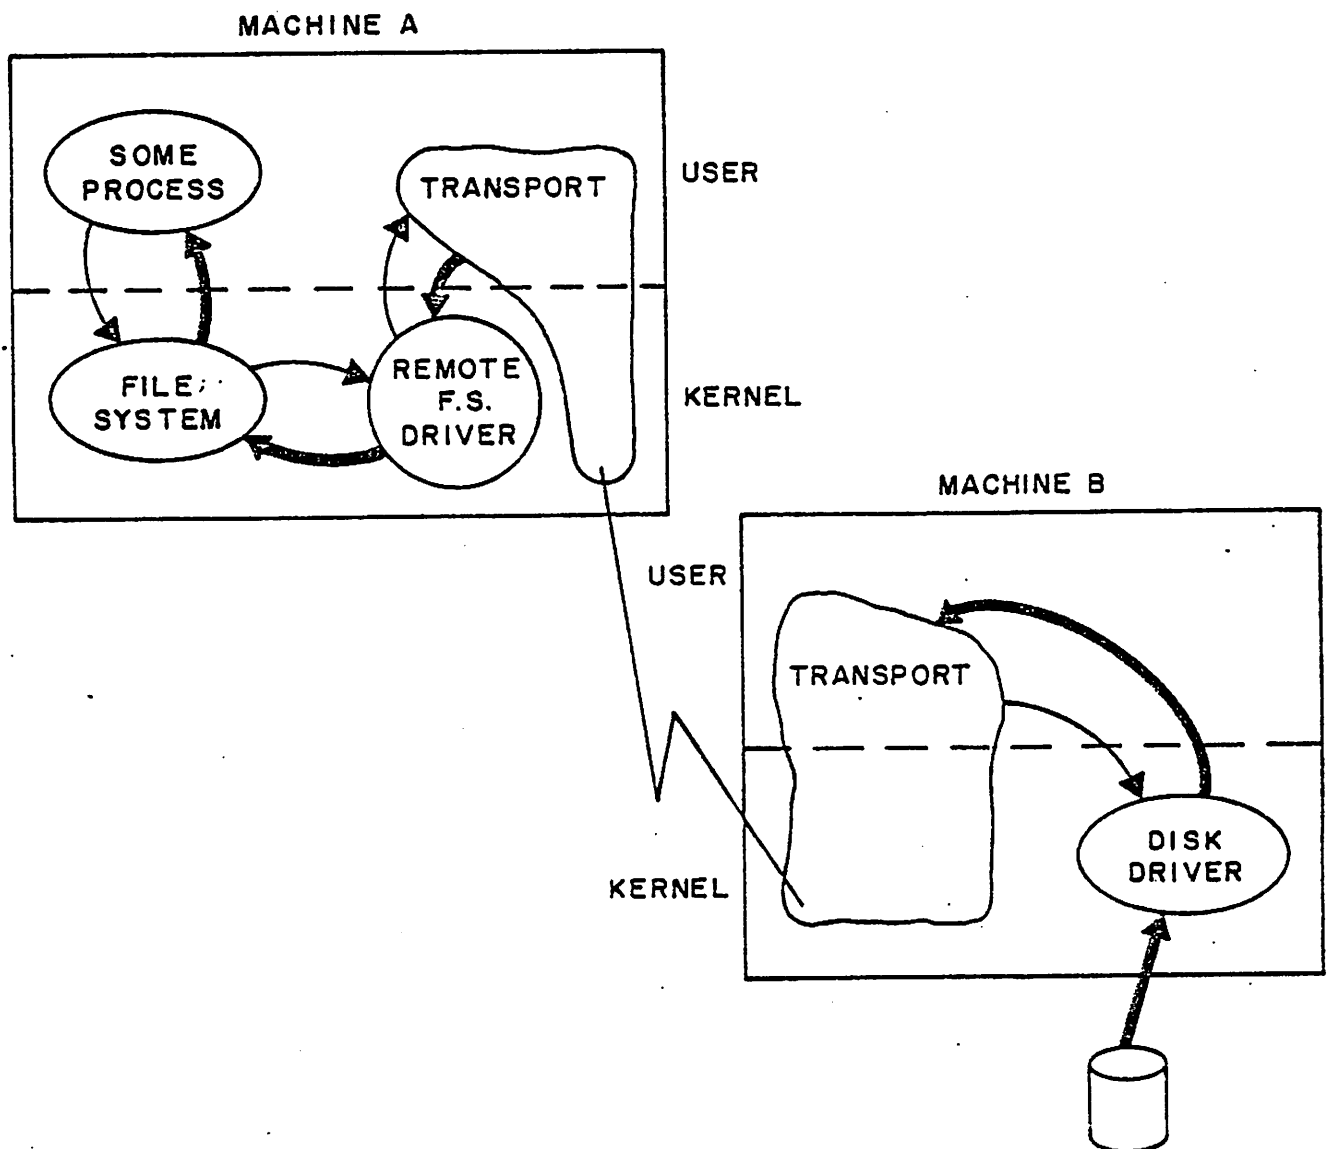 MACHINE A
SOME
PROCESS
TRANSPORT
USER
FILE
SYSTEM
REMOTE
F.S.
DRIVER
KERNEL
MACHINE B
USER
TRANSPORT
KERNEL
DISK
DRIVER